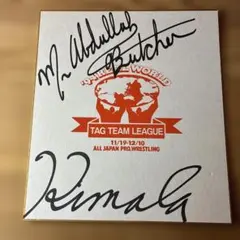 Mr Abdullah
Butcher
WORLD
TAG TEAM LEAGUE
11/19-12/10
ALL JAPAN PRO. WRESTLING
Kimala